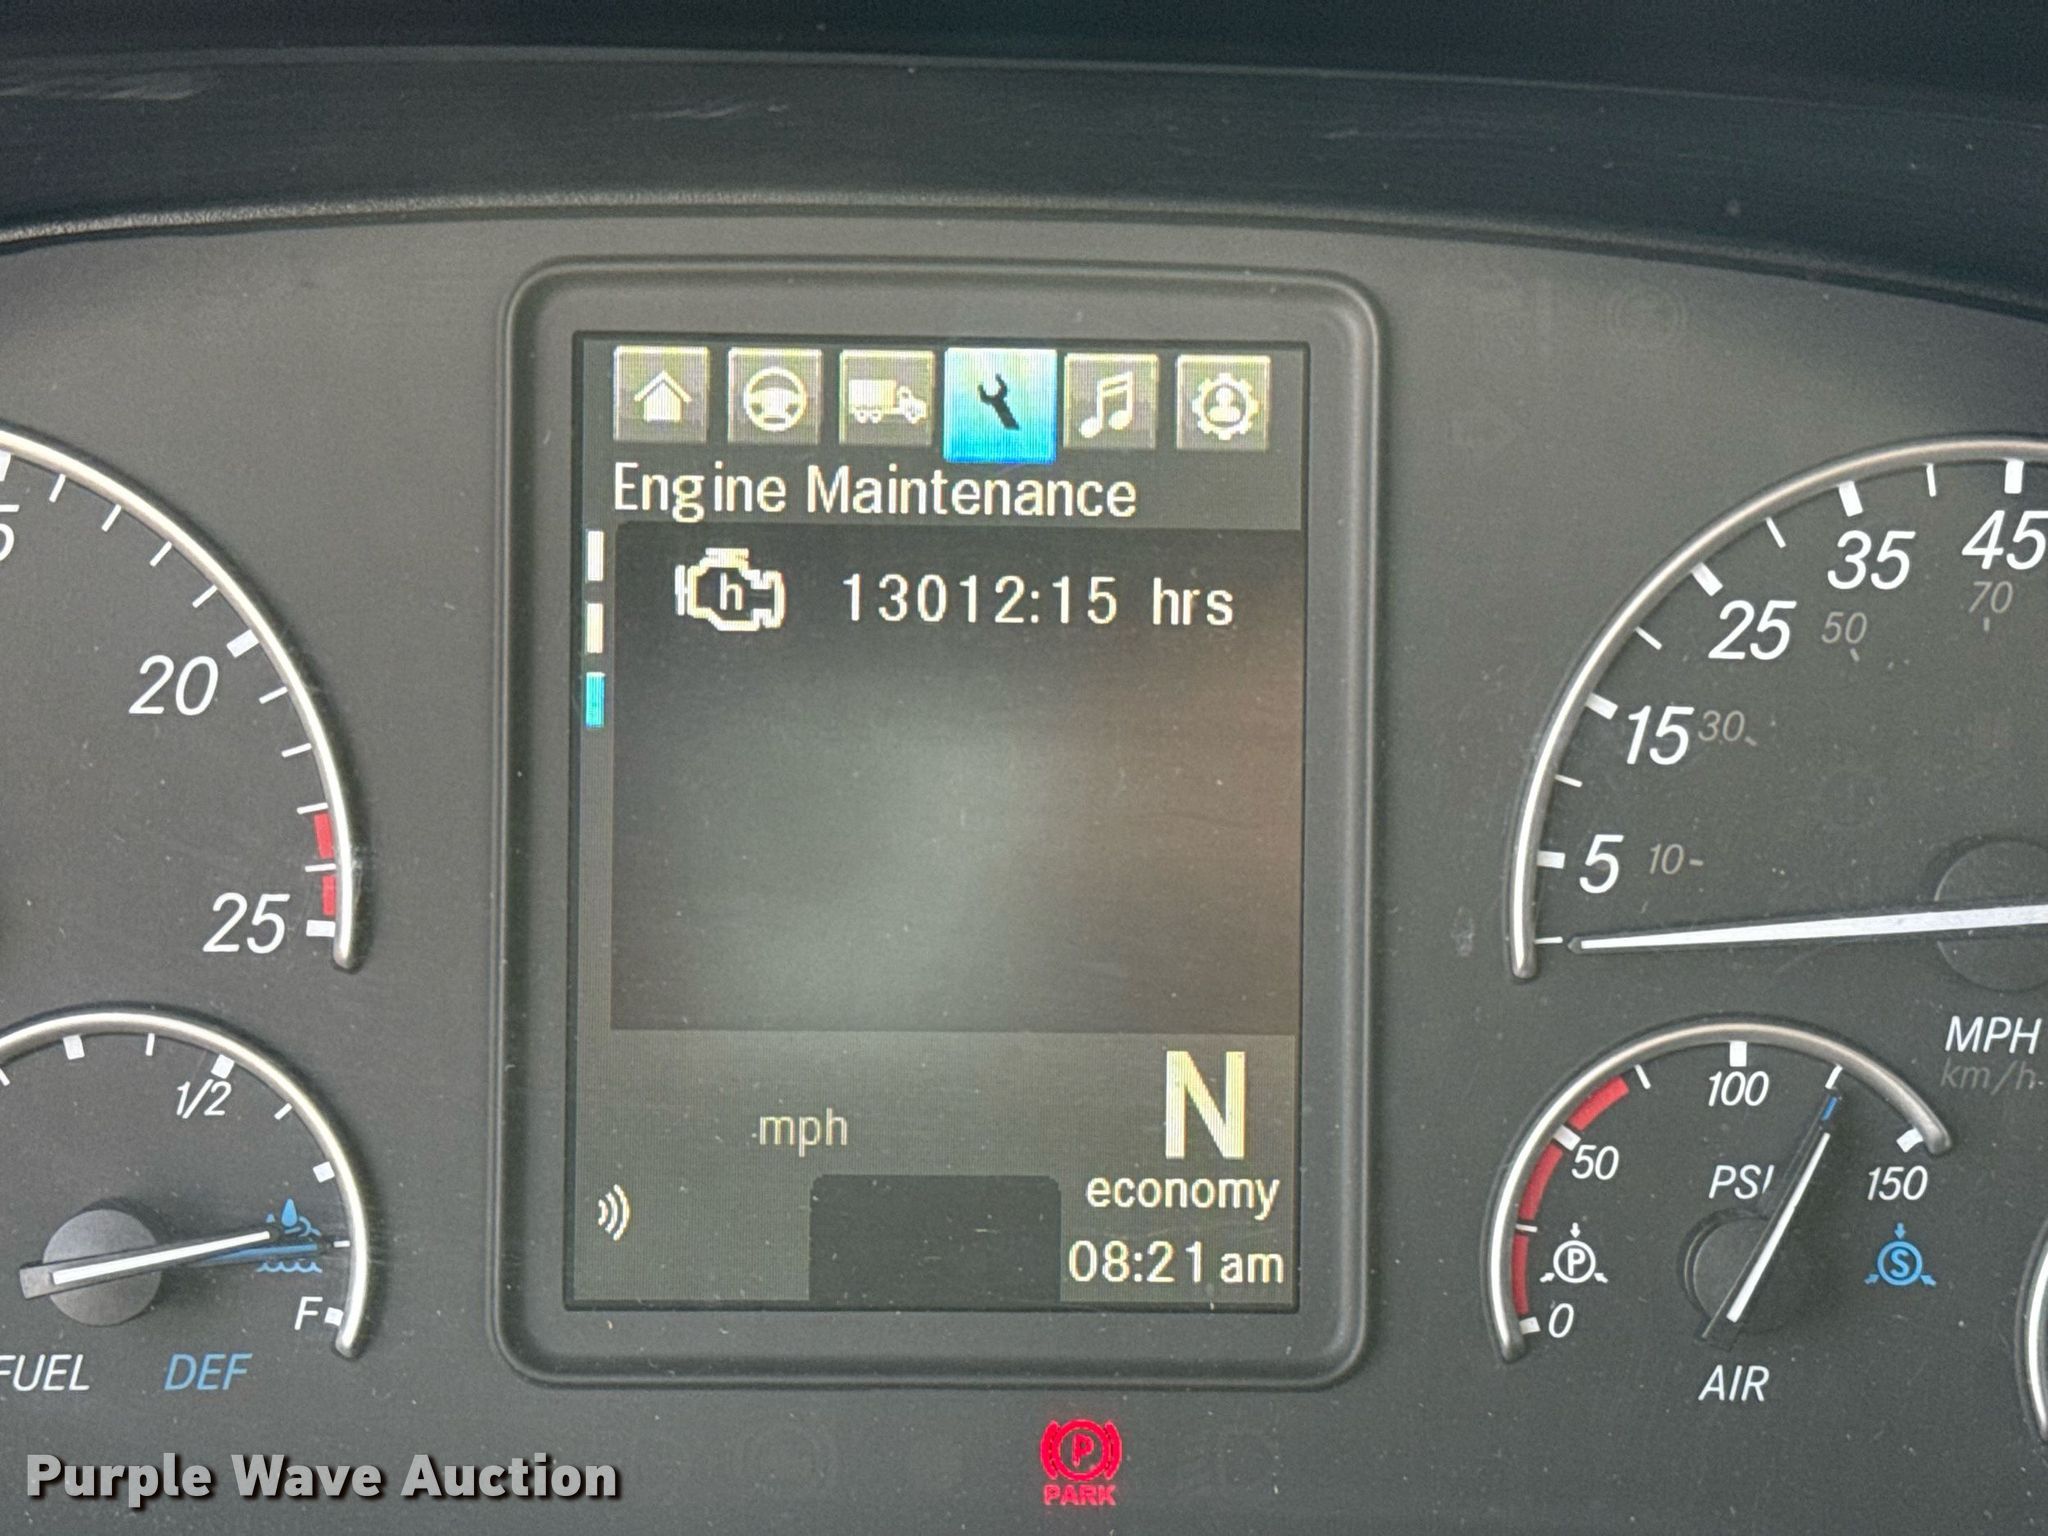 Engine Maintenance
h 13012:15 hrs
mph
N
economy
08:21 am
20
25
1/2
F
FUEL
DEF
5 10
15 30
25 50
35
45 70
MPH
km/h
0
50
100
150
PSI
P
S
AIR
P
PARK
Purple Wave Auction